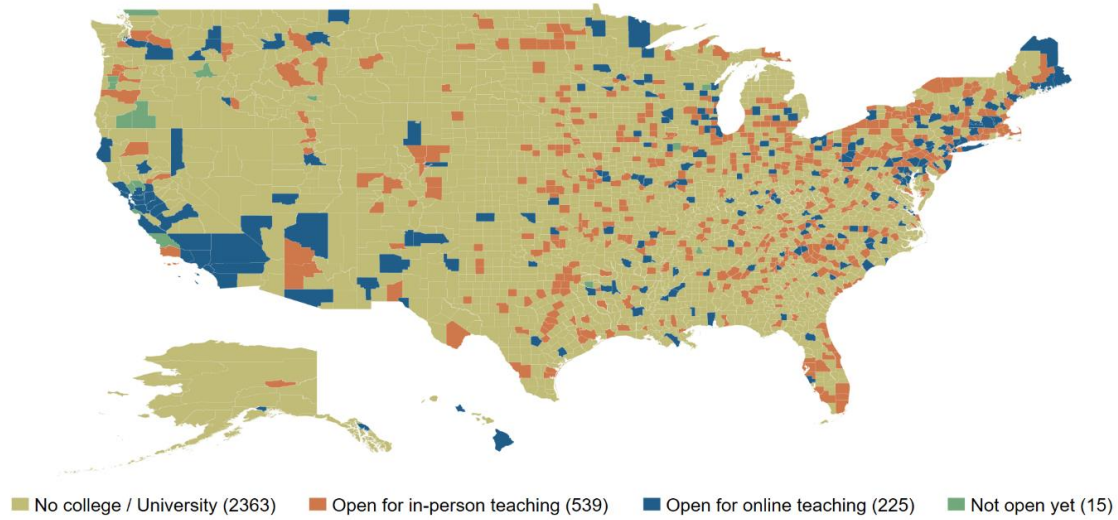 No college / University (2363) Open for in-person teaching (539) Open for online teaching (225) Not open yet (15)